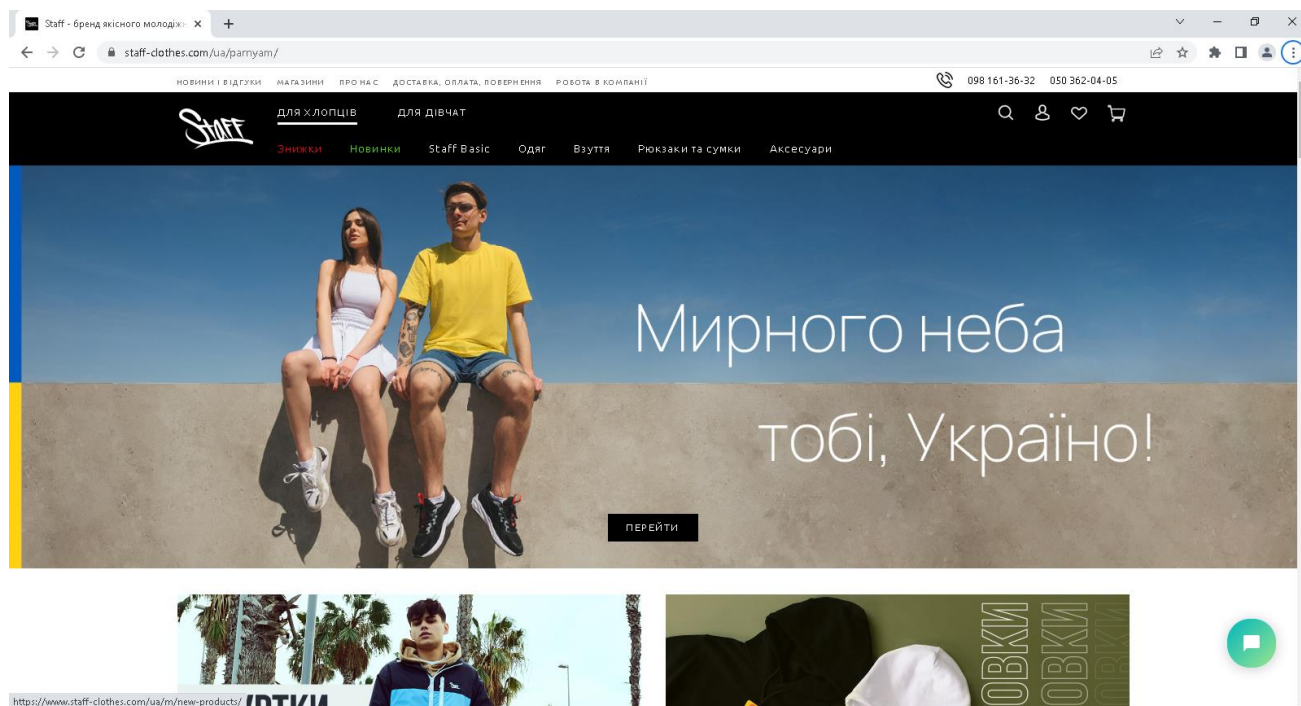 Staff - бренд якісного молодіжн
staff-clothes.com/ua/parnyam/
НОВИНИ І ВІДГУКИ МАГАЗИНИ ПРО НАС ДОСТАВКА, ОПЛАТА, ПОВЕРНЕННЯ РОБОТА В КОМПАНІЇ 098 161-36-32 050 362-04-05
STAFF
ДЛЯ ХЛОПЦІВ ДЛЯ ДІВЧАТ
Знижки Новинки Staff Basic Одяг Взуття Рюкзаки та сумки Аксесуари
Мирного неба
тобі, Україно!
ПЕРЕЙТИ
https://www.staff-clothes.com/ua/m/new-products/